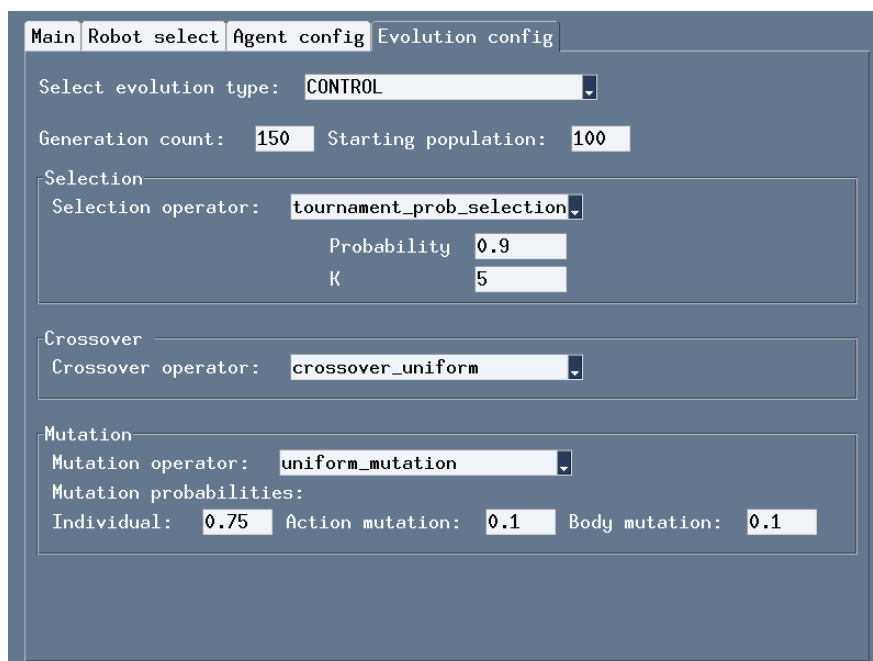 Main Robot select Agent config Evolution config
Select evolution type: CONTROL
Generation count: 150 Starting population: 100
Selection
Selection operator: tournament_prob_selection
Probability 0.9
K 5
Crossover
Crossover operator: crossover_uniform
Mutation
Mutation operator: uniform_mutation
Mutation probabilities:
Individual: 0.75 Action mutation: 0.1 Body mutation: 0.1